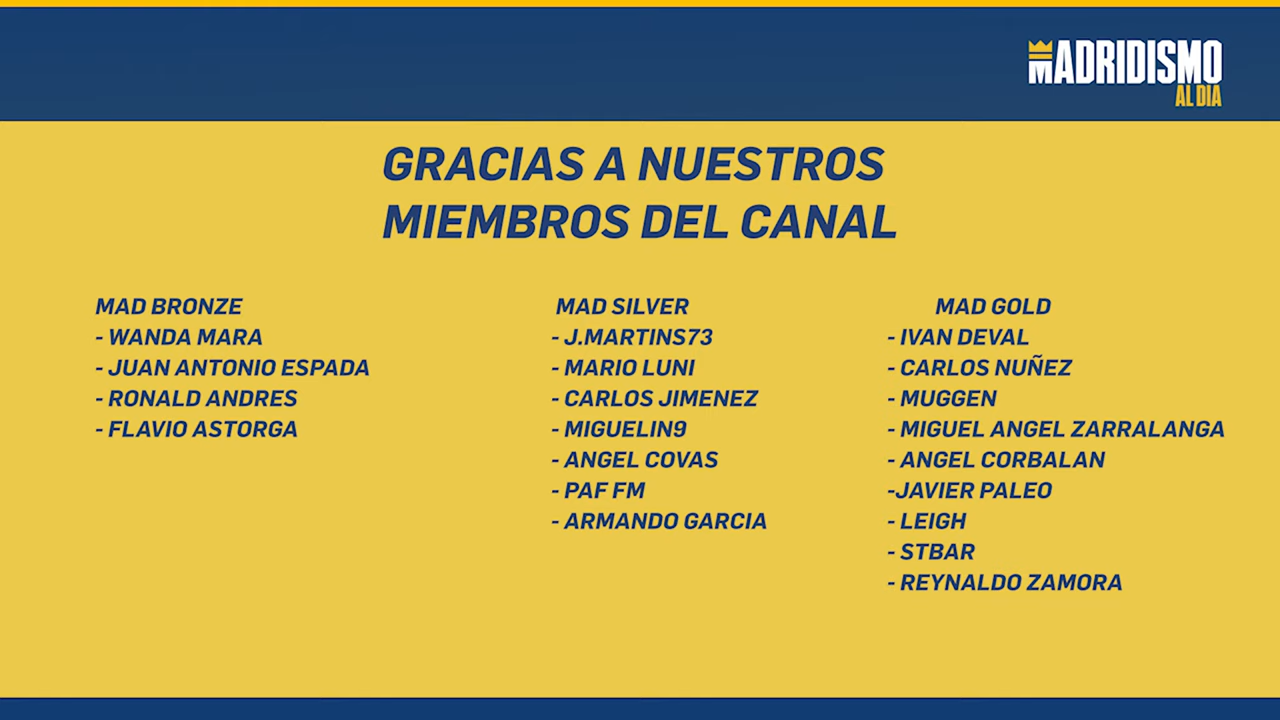 MADRIDISMO
AL DIA
GRACIAS A NUESTROS
MIEMBROS DEL CANAL
MAD BRONZE
- WANDA MARA
- JUAN ANTONIO ESPADA
- RONALD ANDRES
- FLAVIO ASTORGA
MAD SILVER
- J.MARTINS73
- MARIO LUNI
- CARLOS JIMENEZ
- MIGUELIN9
- ANGEL COVAS
- PAF FM
- ARMANDO GARCIA
MAD GOLD
- IVAN DEVAL
- CARLOS NUÑEZ
- MUGGEN
- MIGUEL ANGEL ZARRALANGA
- ANGEL CORBALAN
-JAVIER PALEO
- LEIGH
- STBAR
- REYNALDO ZAMORA